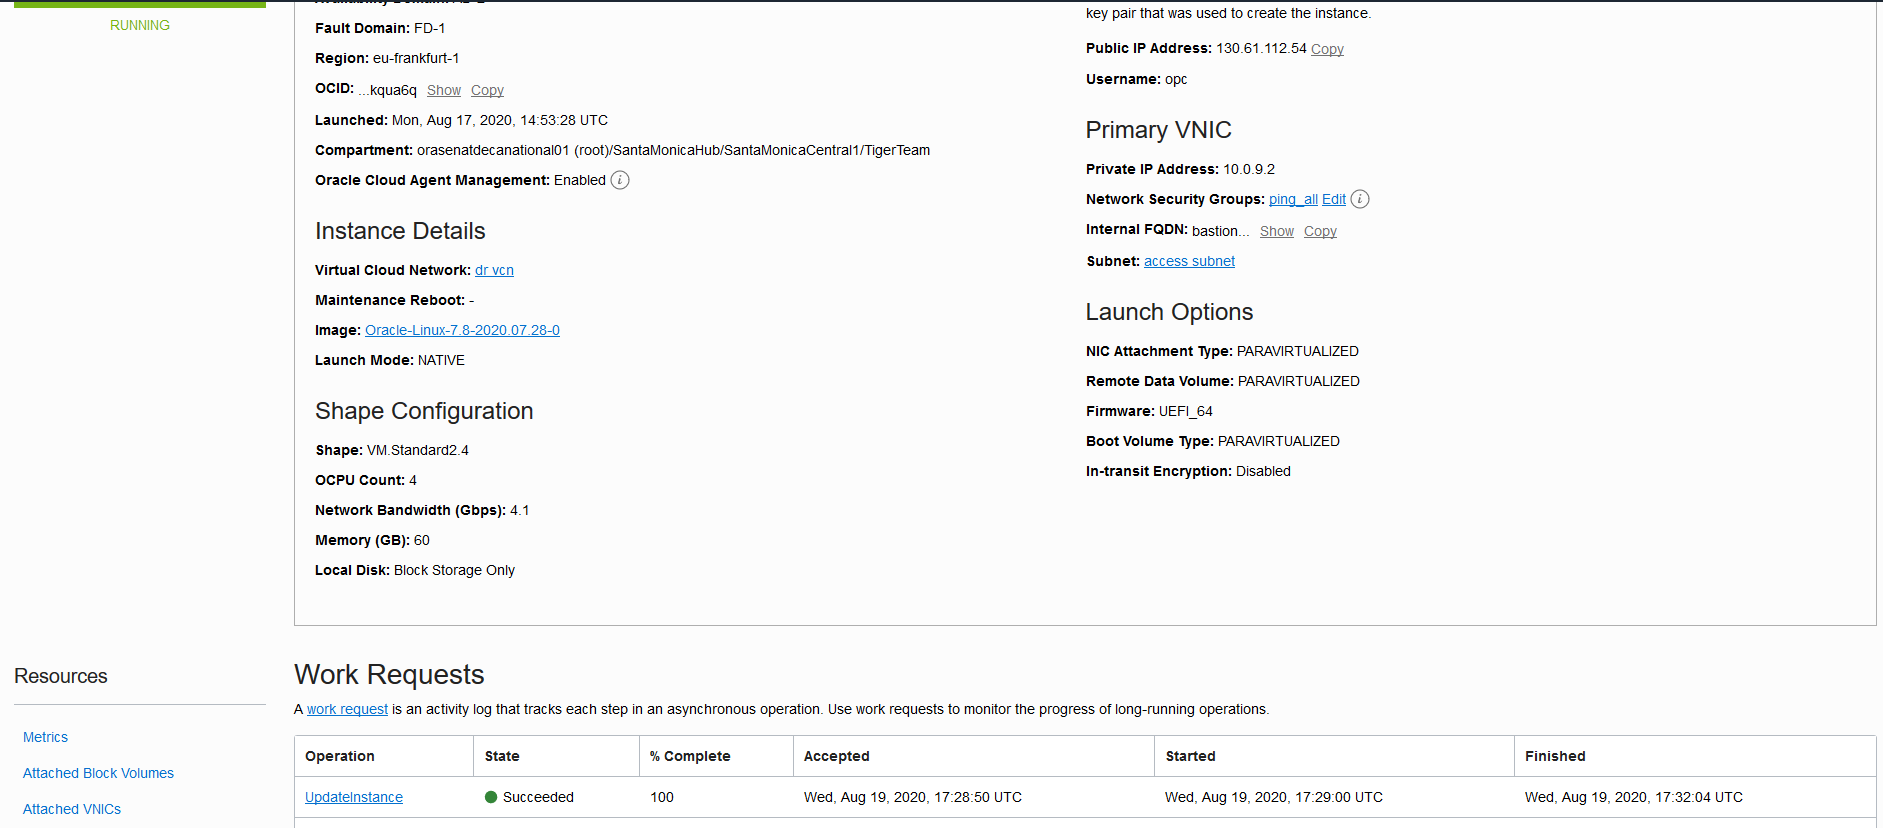 RUNNING
Fault Domain: FD-1
Region: eu-frankfurt-1
OCID: ...kqua6q Show Copy
Launched: Mon, Aug 17, 2020, 14:53:28 UTC
Compartment: orasenatdecanational01 (root)/SantaMonicaHub/SantaMonicaCentral1/TigerTeam
Oracle Cloud Agent Management: Enabled i
Instance Details
Virtual Cloud Network: dr vcn
Maintenance Reboot: -
Image: Oracle-Linux-7.8-2020.07.28-0
Launch Mode: NATIVE
Shape Configuration
Shape: VM.Standard2.4
OCPU Count: 4
Network Bandwidth (Gbps): 4.1
Memory (GB): 60
Local Disk: Block Storage Only
key pair that was used to create the instance.
Public IP Address: 130.61.112.54 Copy
Username: opc
Primary VNIC
Private IP Address: 10.0.9.2
Network Security Groups: ping_all Edit i
Internal FQDN: bastion... Show Copy
Subnet: access subnet
Launch Options
NIC Attachment Type: PARAVIRTUALIZED
Remote Data Volume: PARAVIRTUALIZED
Firmware: UEFI_64
Boot Volume Type: PARAVIRTUALIZED
In-transit Encryption: Disabled
Resources
Metrics
Attached Block Volumes
Attached VNICs
Work Requests
A work request is an activity log that tracks each step in an asynchronous operation. Use work requests to monitor the progress of long-running operations.
Operation State % Complete Accepted Started Finished
UpdateInstance Succeeded 100 Wed, Aug 19, 2020, 17:28:50 UTC Wed, Aug 19, 2020, 17:29:00 UTC Wed, Aug 19, 2020, 17:32:04 UTC